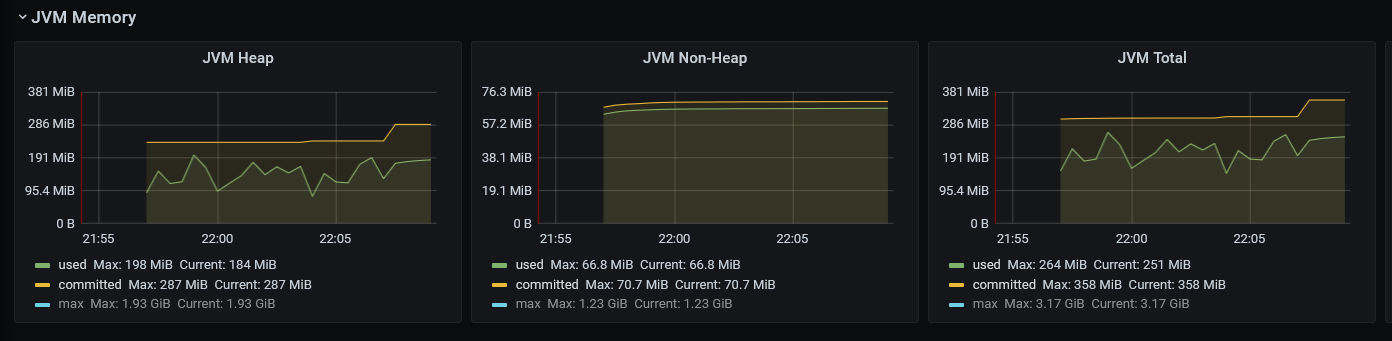 JVM Memory
JVM Heap
381 MiB
286 MiB
191 MiB
95.4 MiB
0 B
21:55 22:00 22:05
used Max: 198 MiB Current: 184 MiB
committed Max: 287 MiB Current: 287 MiB
max Max: 1.93 GiB Current: 1.93 GiB
JVM Non-Heap
76.3 MiB
57.2 MiB
38.1 MiB
19.1 MiB
0 B
21:55 22:00 22:05
used Max: 66.8 MiB Current: 66.8 MiB
committed Max: 70.7 MiB Current: 70.7 MiB
max Max: 1.23 GiB Current: 1.23 GiB
JVM Total
381 MiB
286 MiB
191 MiB
95.4 MiB
0 B
21:55 22:00 22:05
used Max: 264 MiB Current: 251 MiB
committed Max: 358 MiB Current: 358 MiB
max Max: 3.17 GiB Current: 3.17 GiB